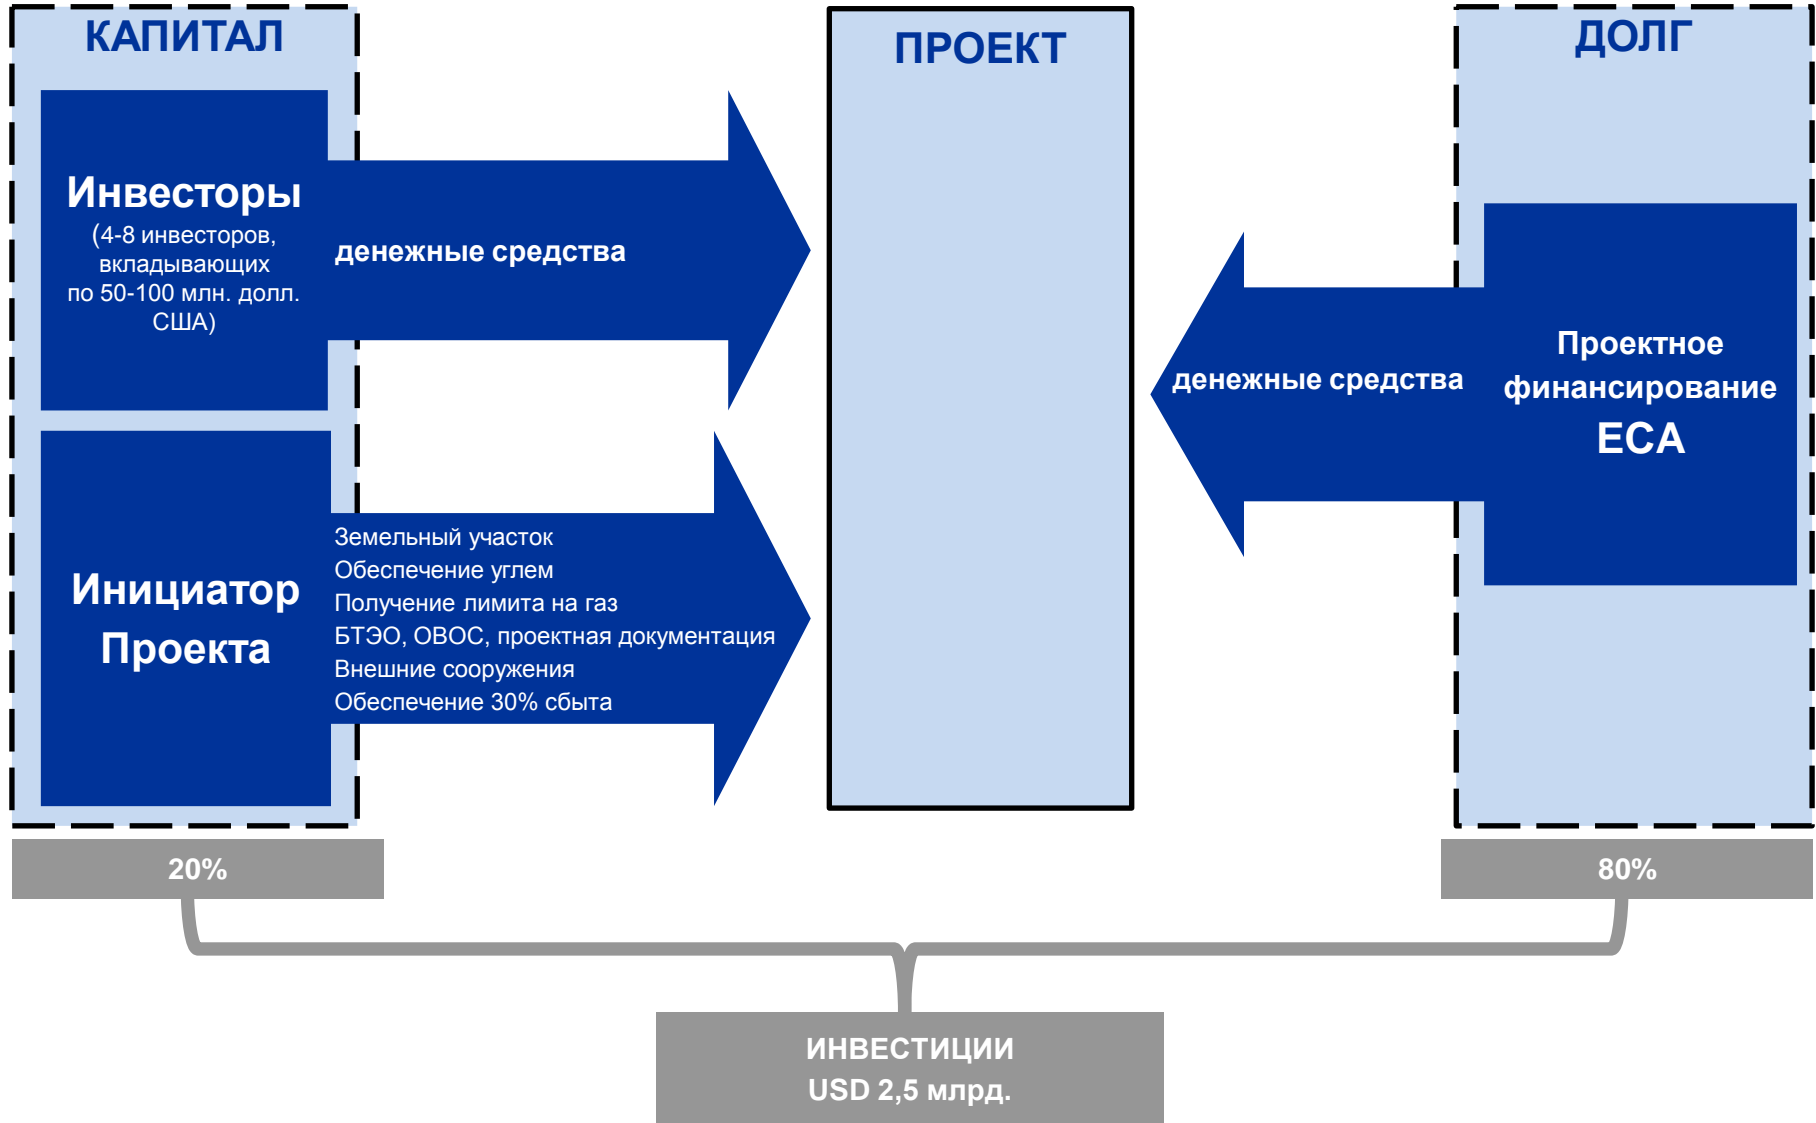 КАПИТАЛ
Инвесторы
(4-8 инвесторов,
вкладывающих
по 50-100 млн. долл.
США)
денежные средства
Инициатор
Проекта
Земельный участок
Обеспечение углем
Получение лимита на газ
БТЭО, ОВОС, проектная документация
Внешние сооружения
Обеспечение 30% сбыта
ПРОЕКТ
ДОЛГ
денежные средства
Проектное
финансирование
ECA
20%
80%
ИНВЕСТИЦИИ
USD 2,5 млрд.